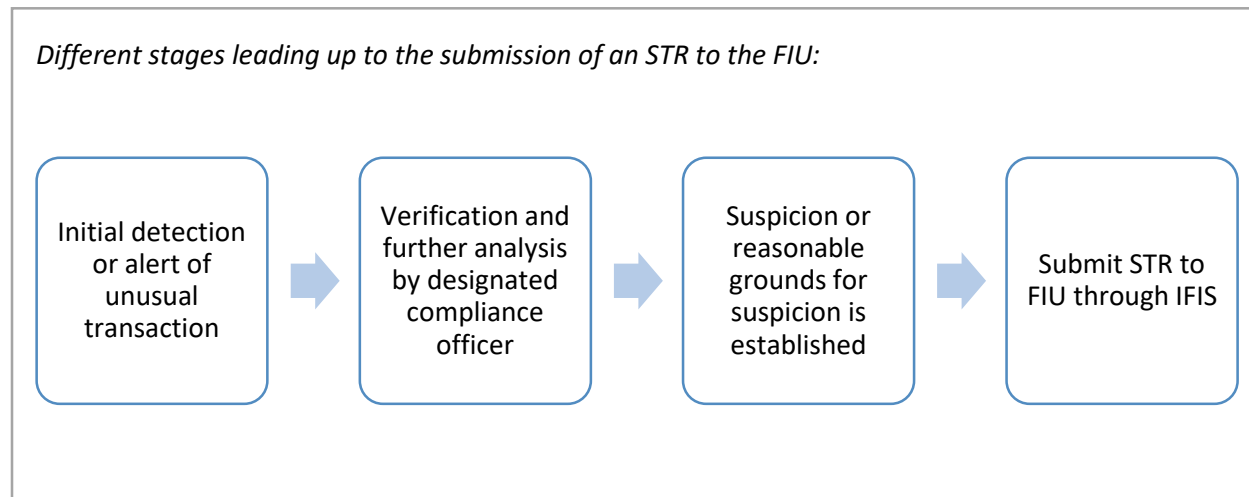 Different stages leading up to the submission of an STR to the FIU:
Initial detection
or alert of
unusual
transaction
Verification and
further analysis
by designated
compliance
officer
Suspicion or
reasonable
grounds for
suspicion is
established
Submit STR to
FIU through IFIS